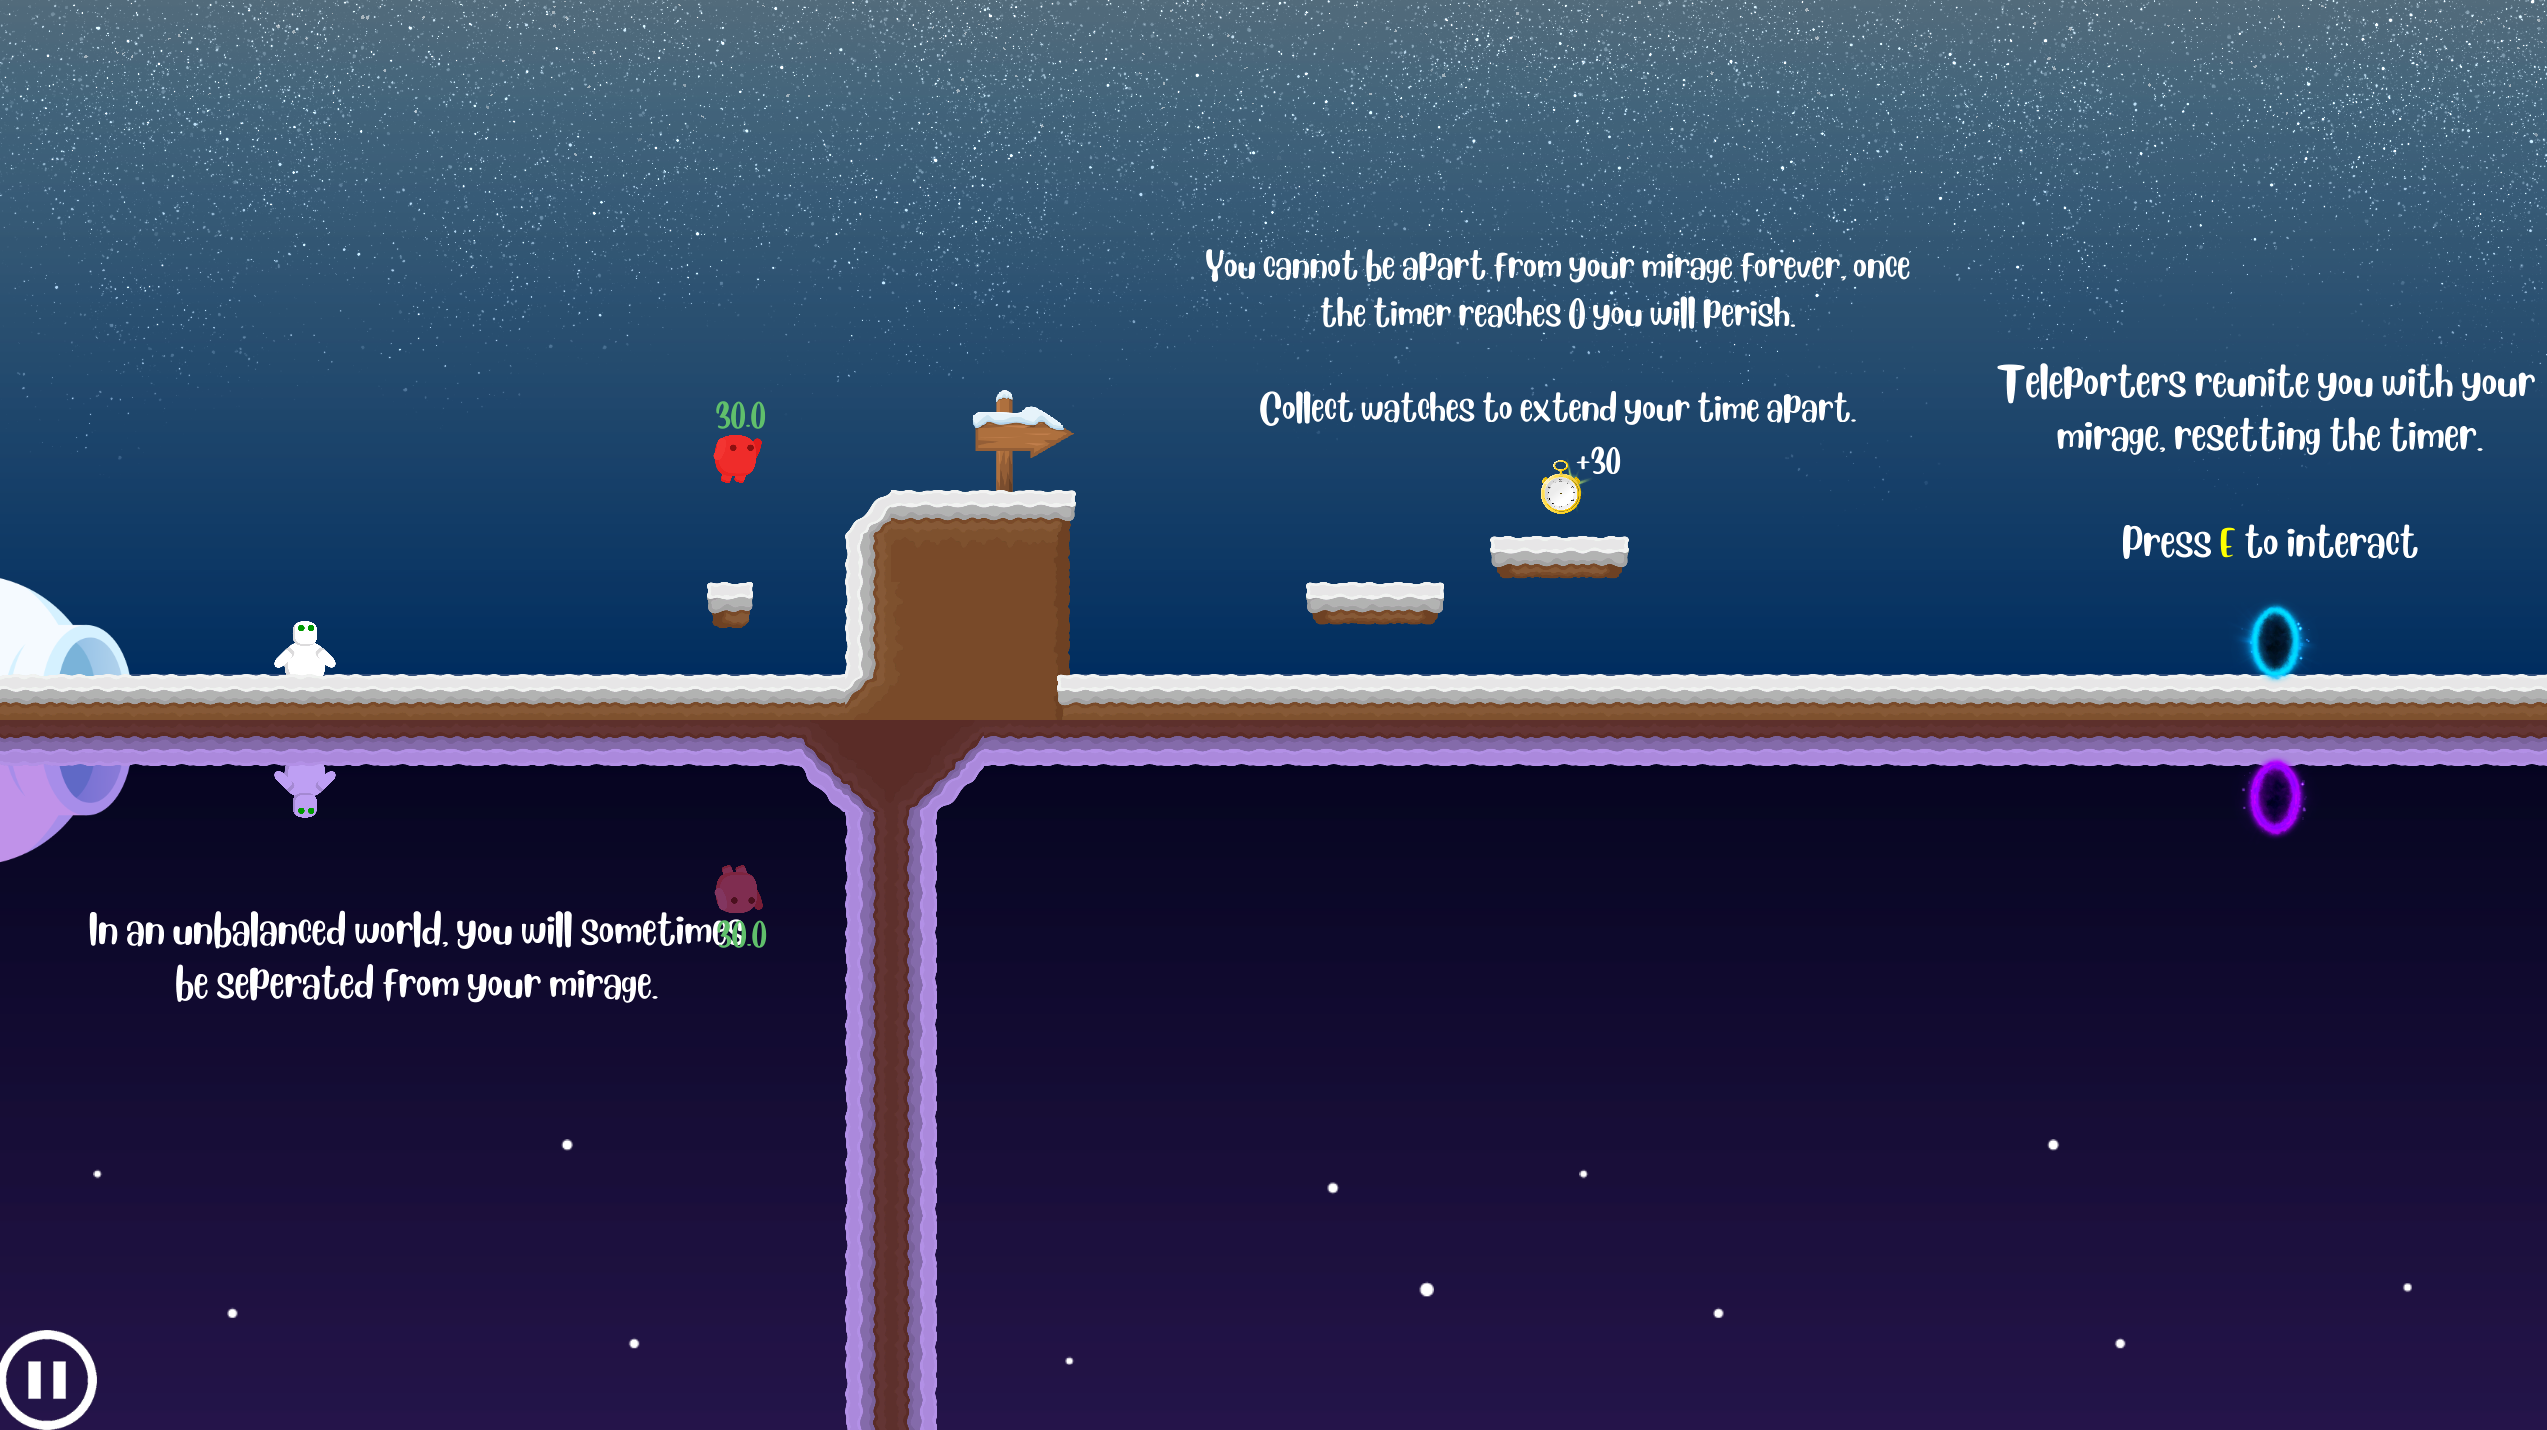 You cannot be apart from your mirage forever, once
the timer reaches 0 you will perish.
Collect watches to extend your time apart.
+30
Teleporters reunite you with your
mirage, resetting the timer.
Press E to interact
30.0
In an unbalanced world, you will sometimes
30.0
be seperated from your mirage.